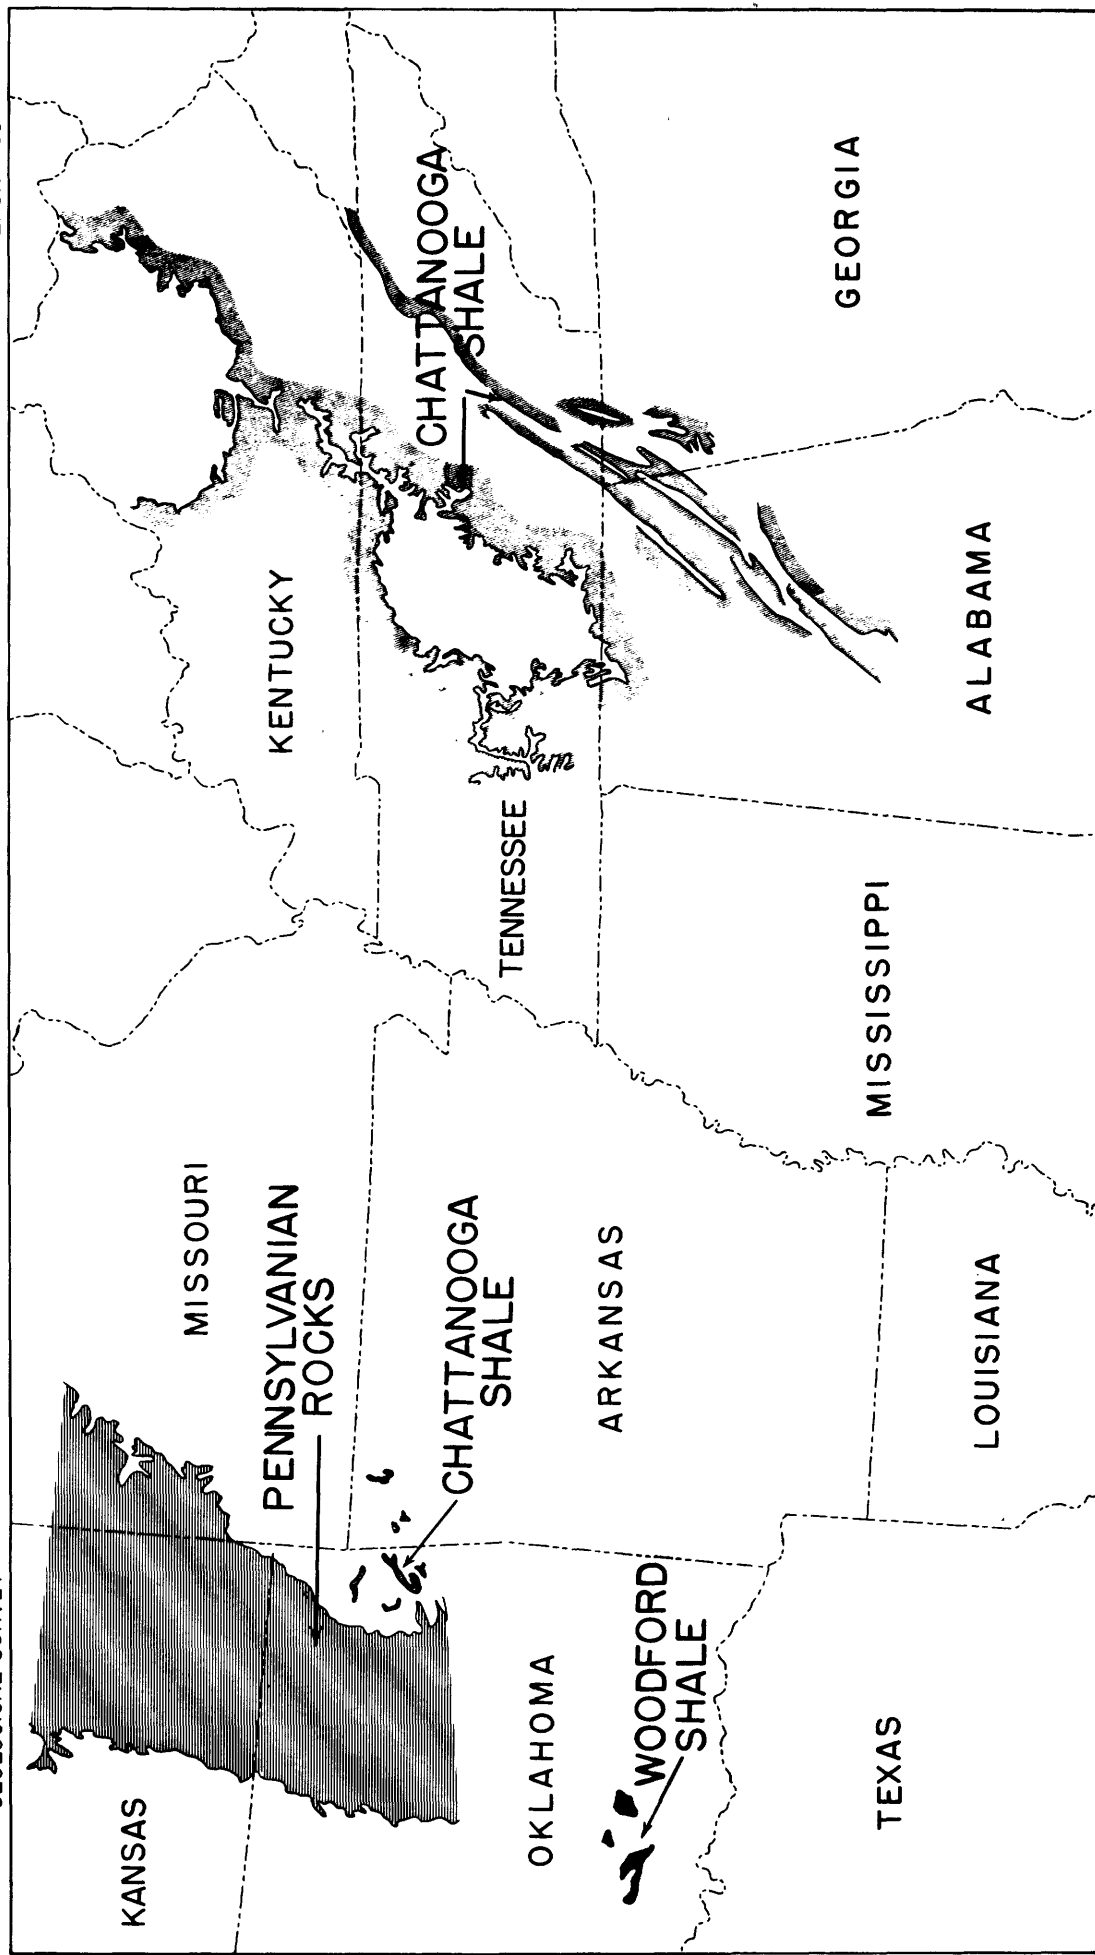 KANSAS
MISSOURI
PENNSYLVANIAN
ROCKS
KENTUCKY
CHATTANOOGA
SHALE
CHATTANOOGA
SHALE
TENNESSEE
OKLAHOMA
ARKANSAS
WOODFORD
SHALE
TEXAS
LOUISIANA
MISSISSIPPI
ALABAMA
GEORGIA